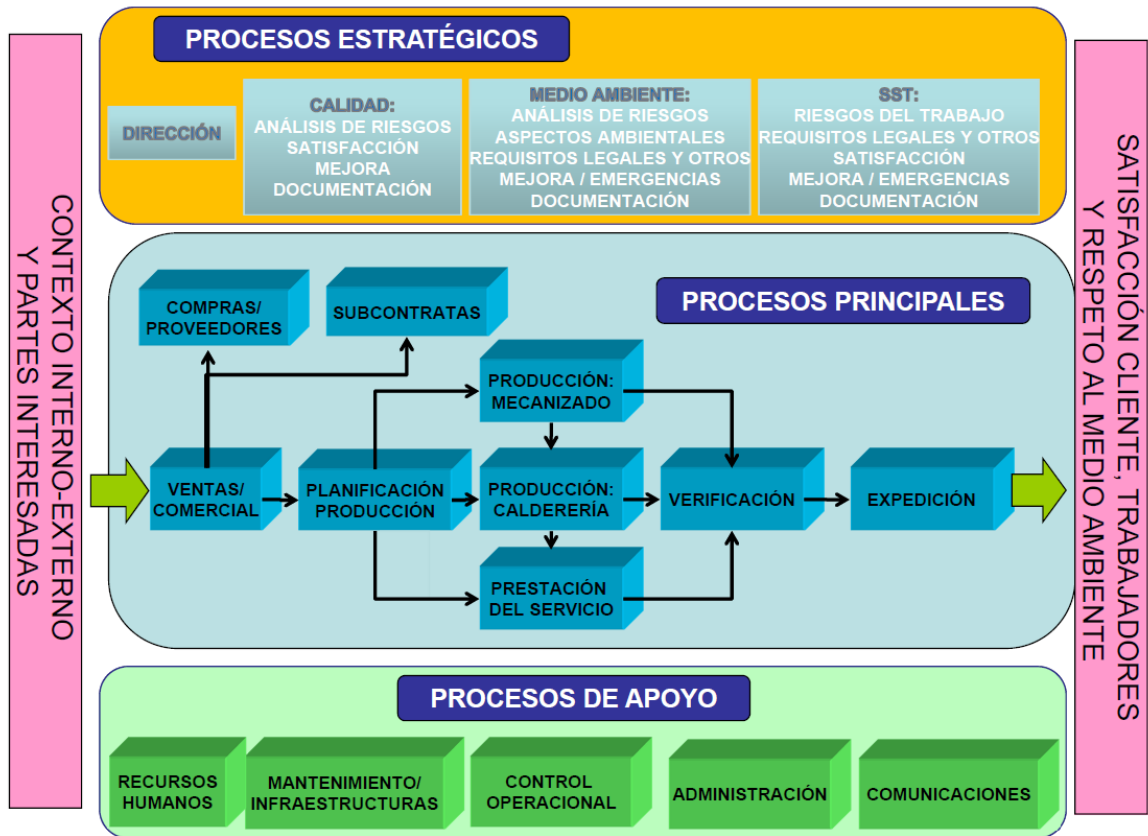 CONTEXTO INTERNO-EXTERNO
Y PARTES INTERESADAS
PROCESOS ESTRATÉGICOS
DIRECCIÓN
CALIDAD:
ANÁLISIS DE RIESGOS
SATISFACCIÓN
MEJORA
DOCUMENTACIÓN
MEDIO AMBIENTE:
ANÁLISIS DE RIESGOS
ASPECTOS AMBIENTALES
REQUISITOS LEGALES Y OTROS
MEJORA / EMERGENCIAS
DOCUMENTACIÓN
SST:
RIESGOS DEL TRABAJO
REQUISITOS LEGALES Y OTROS
SATISFACCIÓN
MEJORA / EMERGENCIAS
DOCUMENTACIÓN
PROCESOS PRINCIPALES
COMPRAS/
PROVEEDORES
SUBCONTRATAS
PRODUCCIÓN:
MECANIZADO
VENTAS/
COMERCIAL
PLANIFICACIÓN
PRODUCCIÓN
PRODUCCIÓN:
CALDERERÍA
VERIFICACIÓN
EXPEDICIÓN
PRESTACIÓN
DEL SERVICIO
PROCESOS DE APOYO
RECURSOS
HUMANOS
MANTENIMIENTO/
INFRAESTRUCTURAS
CONTROL
OPERACIONAL
ADMINISTRACIÓN
COMUNICACIONES
SATISFACCIÓN CLIENTE, TRABAJADORES
Y RESPETO AL MEDIO AMBIENTE